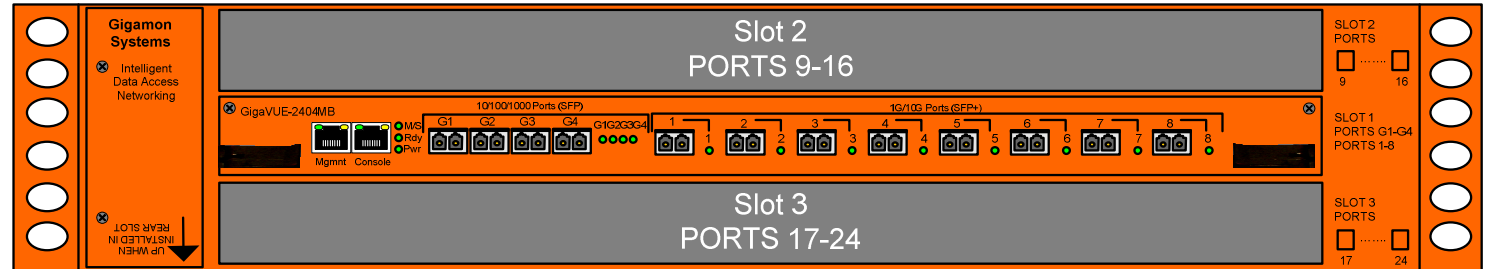 Gigamon
Systems
Intelligent
Data Access
Networking
UP WHEN
INSTALLED IN
REAR SLOT
Slot 2
PORTS 9-16
SLOT 2
PORTS
9 ....... 16
GigaVUE-2404MB
10/100/1000 Ports (SFP)
1G/10G Ports (SFP+)
M/S
Rdy
Pwr
Mgmnt Console
G1 G2 G3 G4 G1G2G3G4
1 1 2 2 3 3 4 4 5 5 6 6 7 7 8 8
SLOT 1
PORTS G1-G4
PORTS 1-8
Slot 3
PORTS 17-24
SLOT 3
PORTS
17 ....... 24